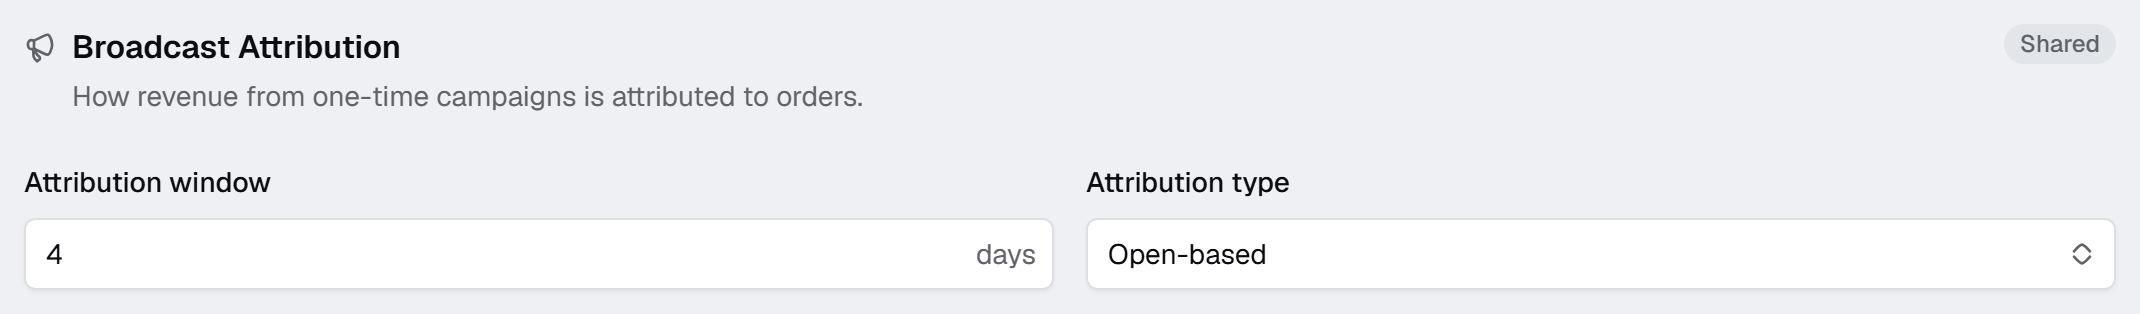 Broadcast Attribution
Shared
How revenue from one-time campaigns is attributed to orders.
Attribution window
Attribution type
4 days
Open-based